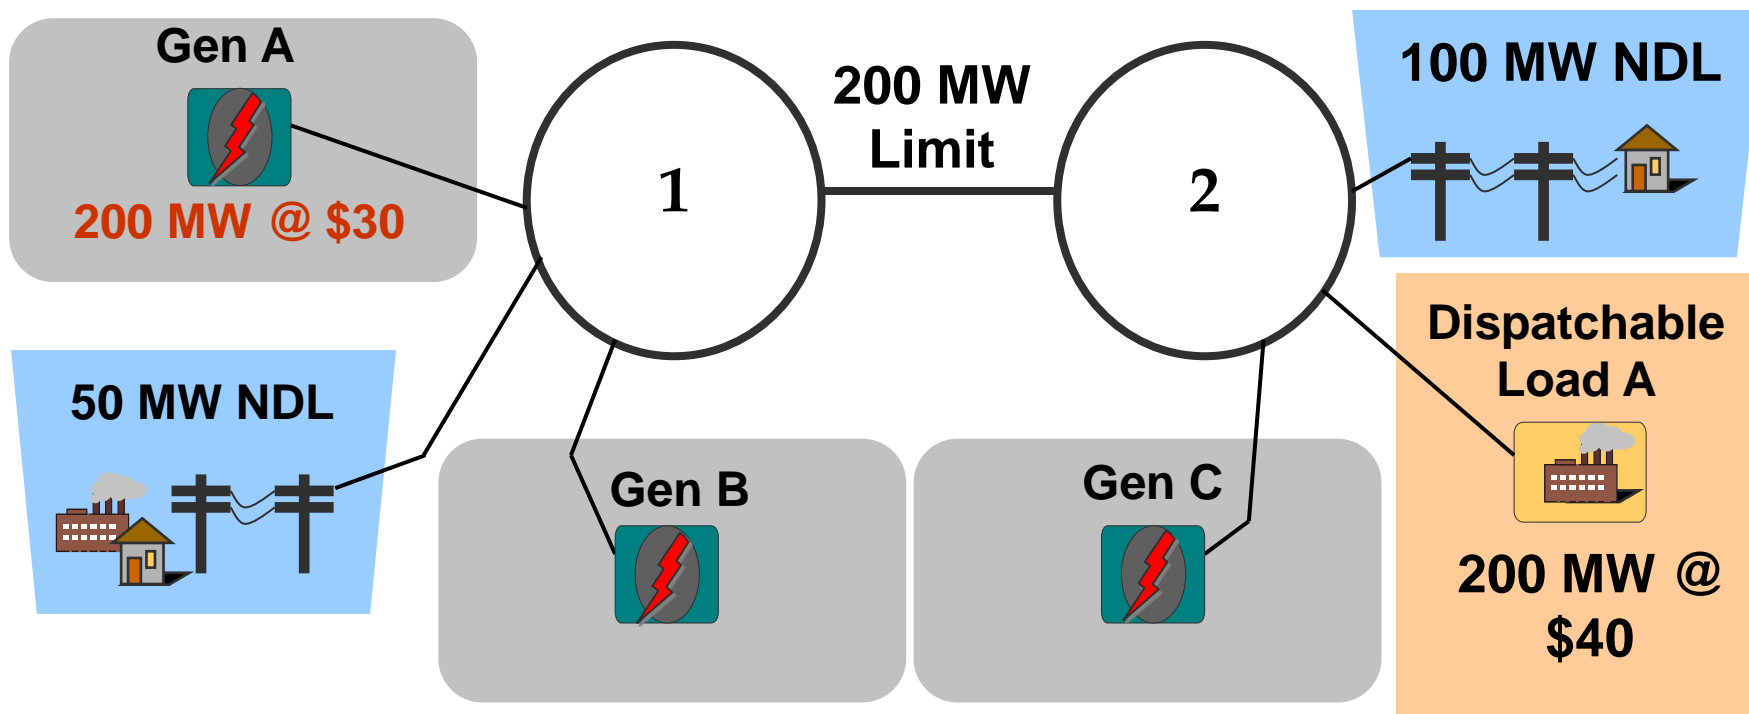 Gen A
200 MW @ $30
1
200 MW
Limit
2
100 MW NDL
50 MW NDL
Gen B
Gen C
Dispatchable
Load A
200 MW @
$40